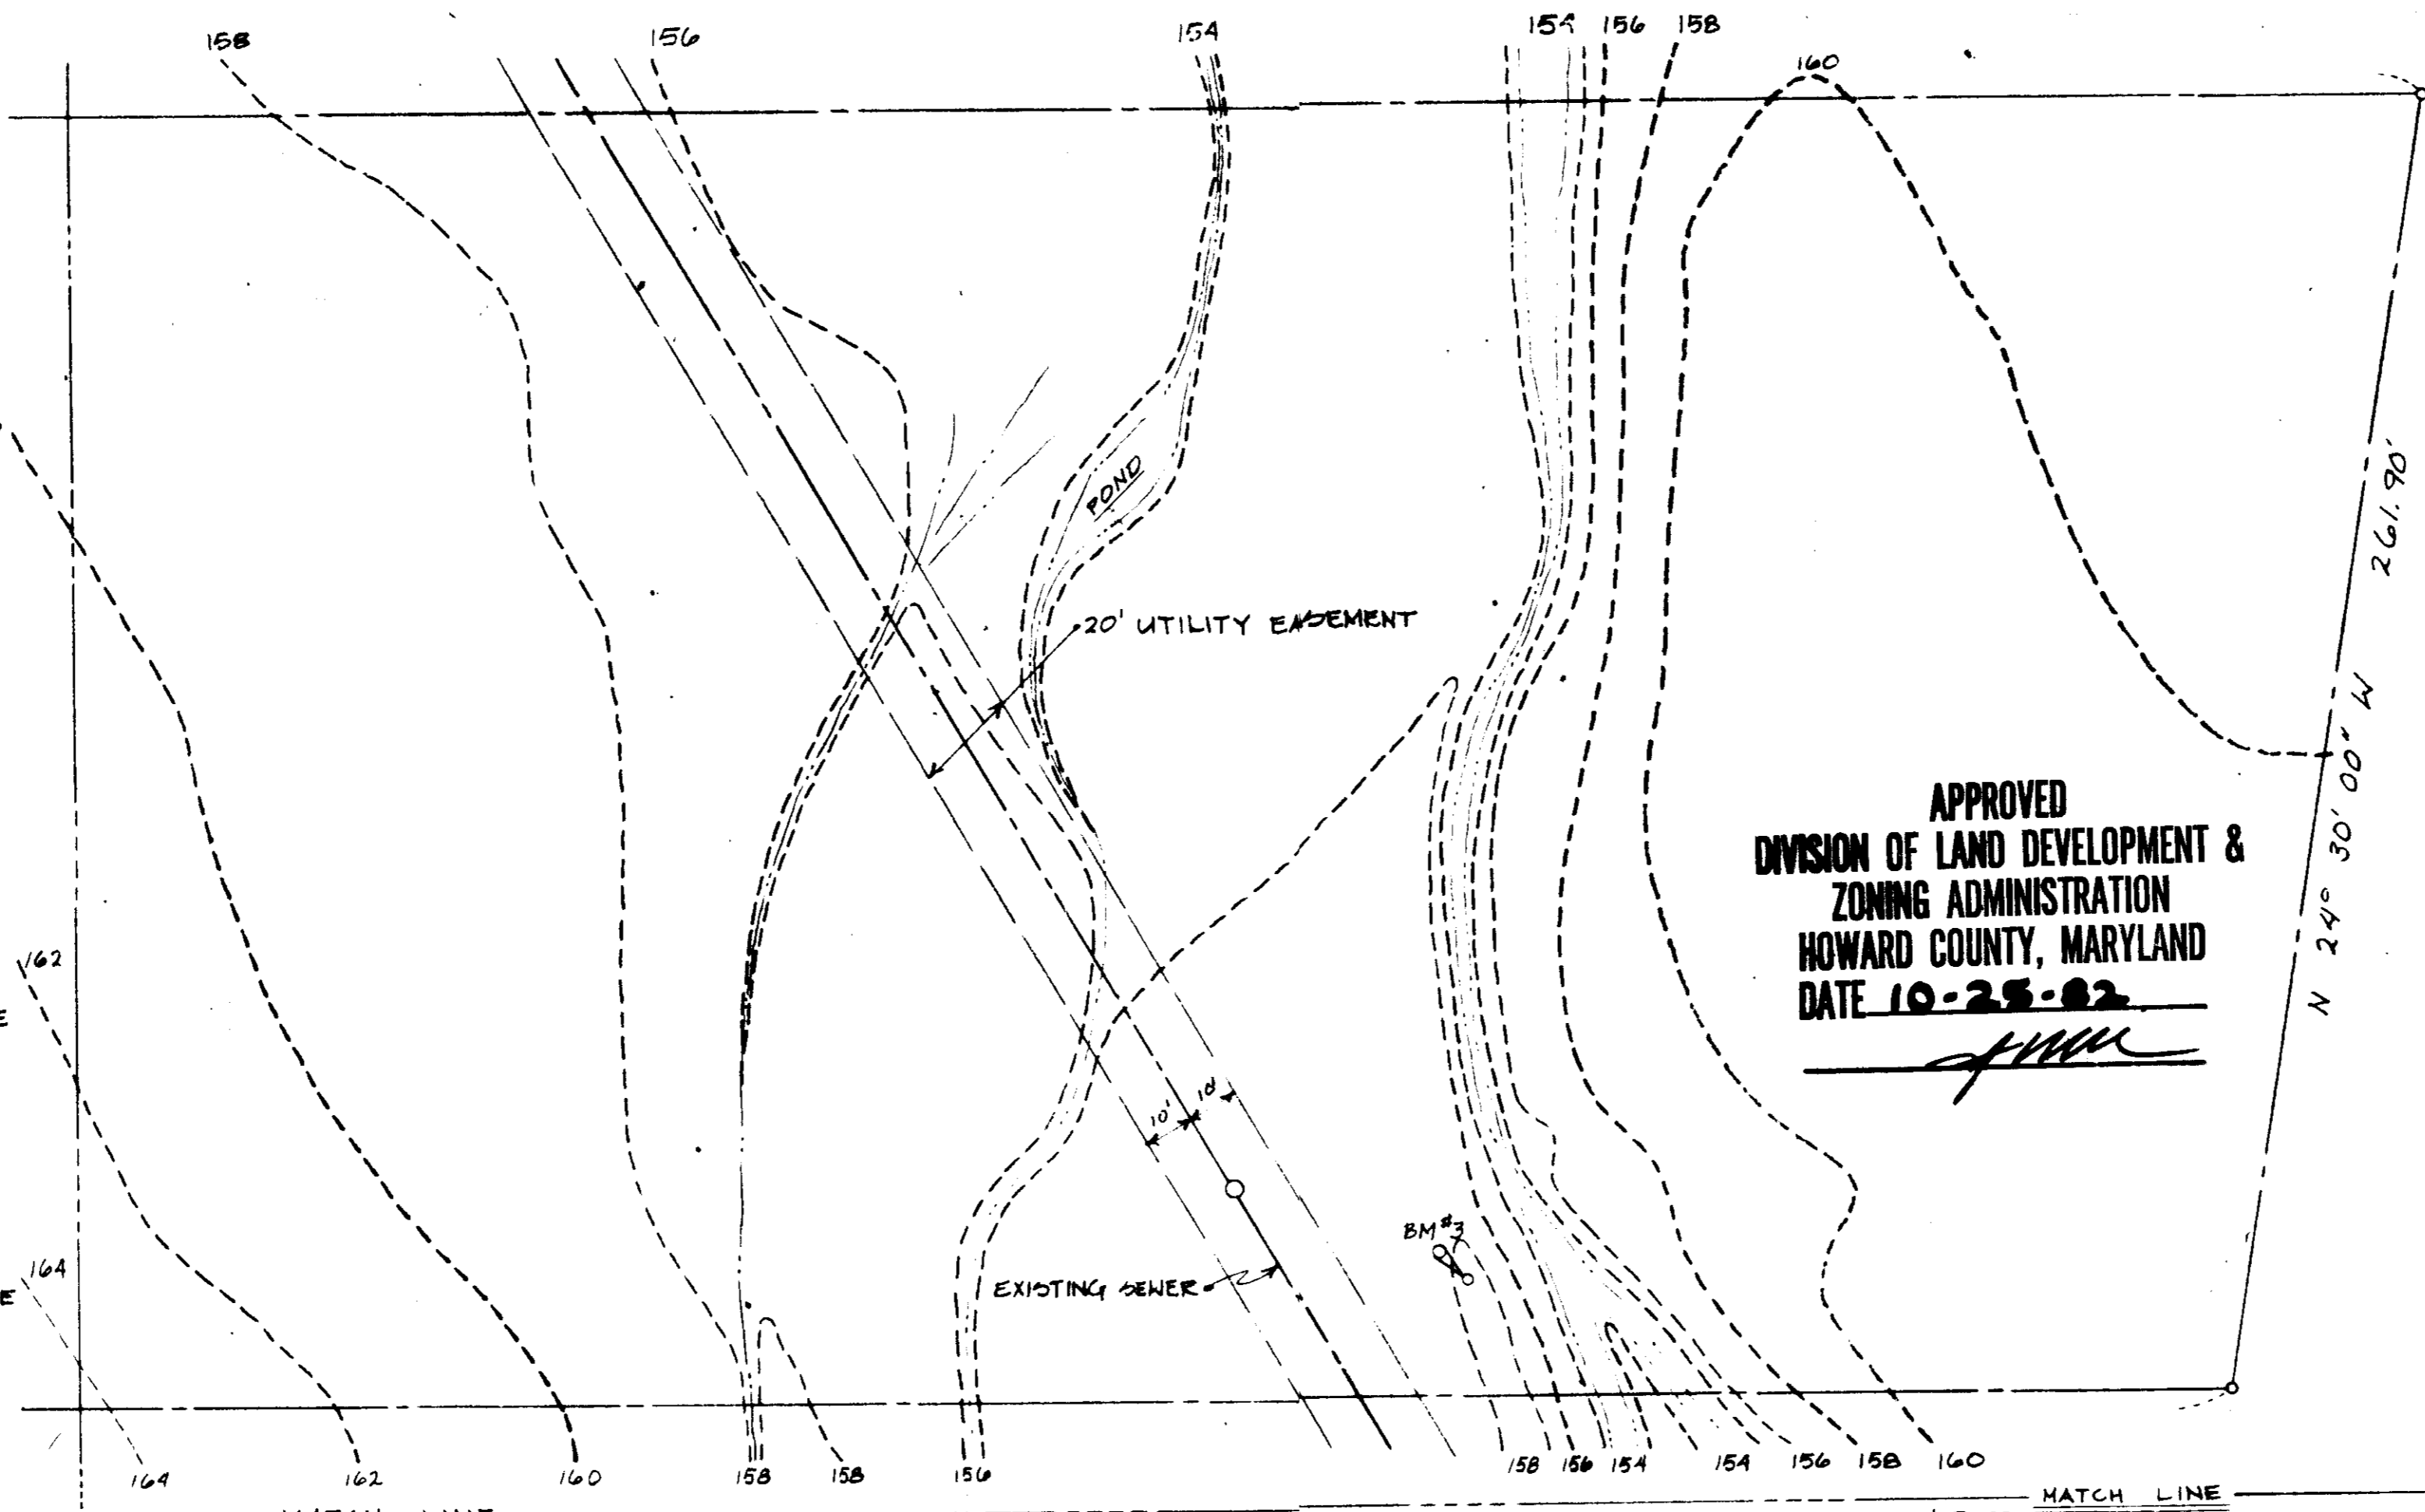 158
156
154
154
156
158
160
POND
20' UTILITY EASEMENT
N 24° 30' 00" W 261.90'
APPROVED
DIVISION OF LAND DEVELOPMENT &
ZONING ADMINISTRATION
HOWARD COUNTY, MARYLAND
DATE 10-25-82
162
E
10'
10'
BM #3
164
E
EXISTING SEWER
164
162
160
158
158
156
158
156
154
154
156
158
160
MATCH LINE
MATCH LINE